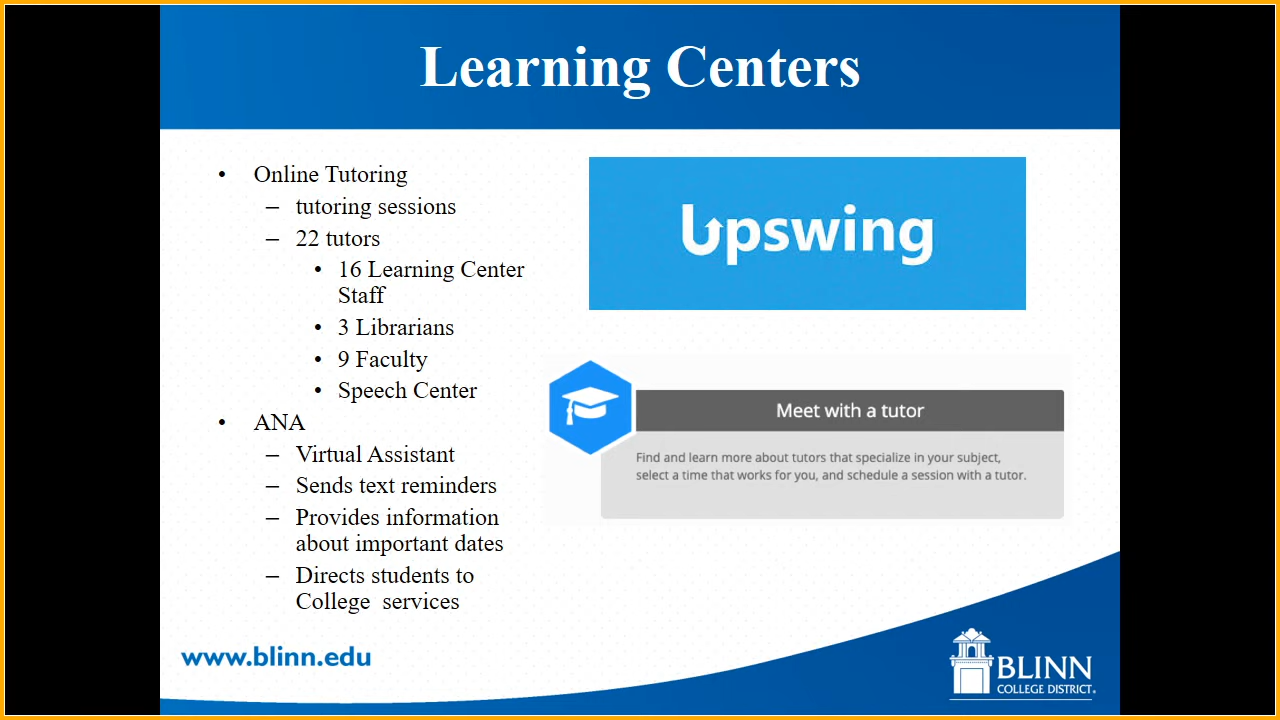 Learning Centers
• Online Tutoring
– tutoring sessions
– 22 tutors
• 16 Learning Center
Staff
• 3 Librarians
• 9 Faculty
• Speech Center
• ANA
– Virtual Assistant
– Sends text reminders
– Provides information
about important dates
– Directs students to
College services
Upswing
Meet with a tutor
Find and learn more about tutors that specialize in your subject,
select a time that works for you, and schedule a session with a tutor.
www.blinn.edu
BLINN
COLLEGE DISTRICT.